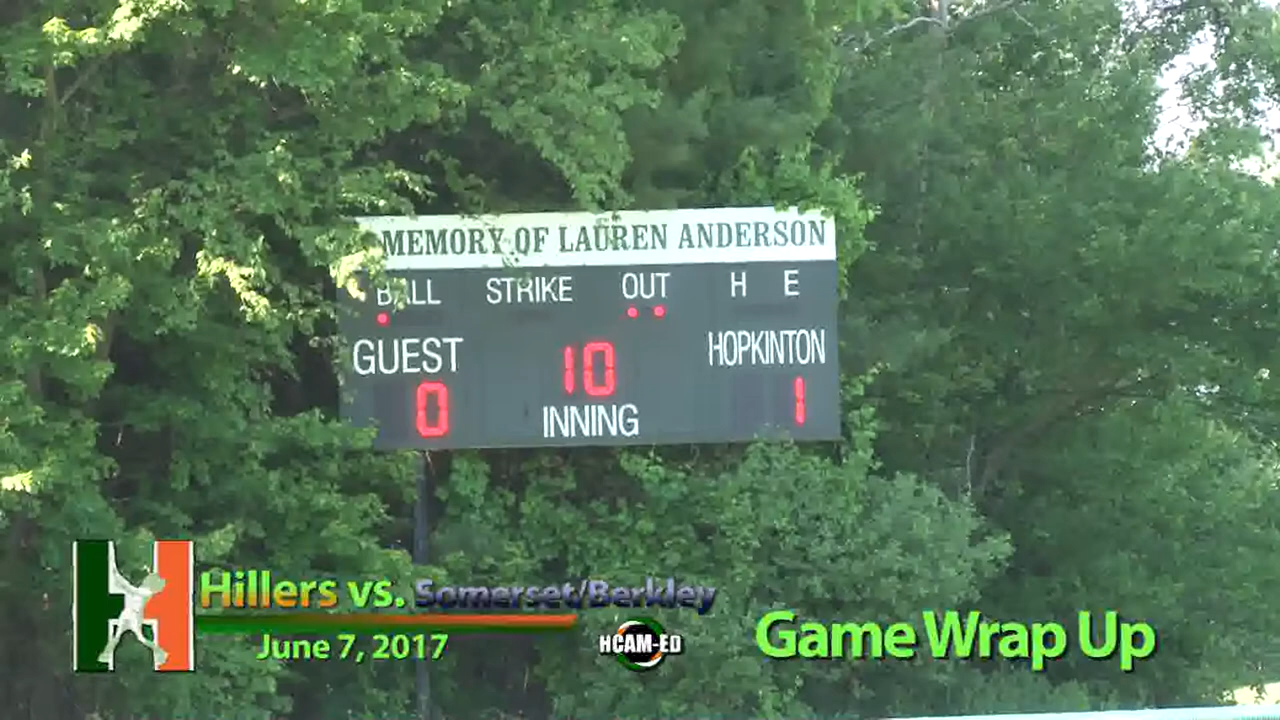 MEMORY OF LAUREN ANDERSON
BALL STRIKE OUT H E
GUEST 10 HOPKINTON
0 INNING 1
Hillers vs. Somerset/Berkley
June 7, 2017
HCAM-ED
Game Wrap Up